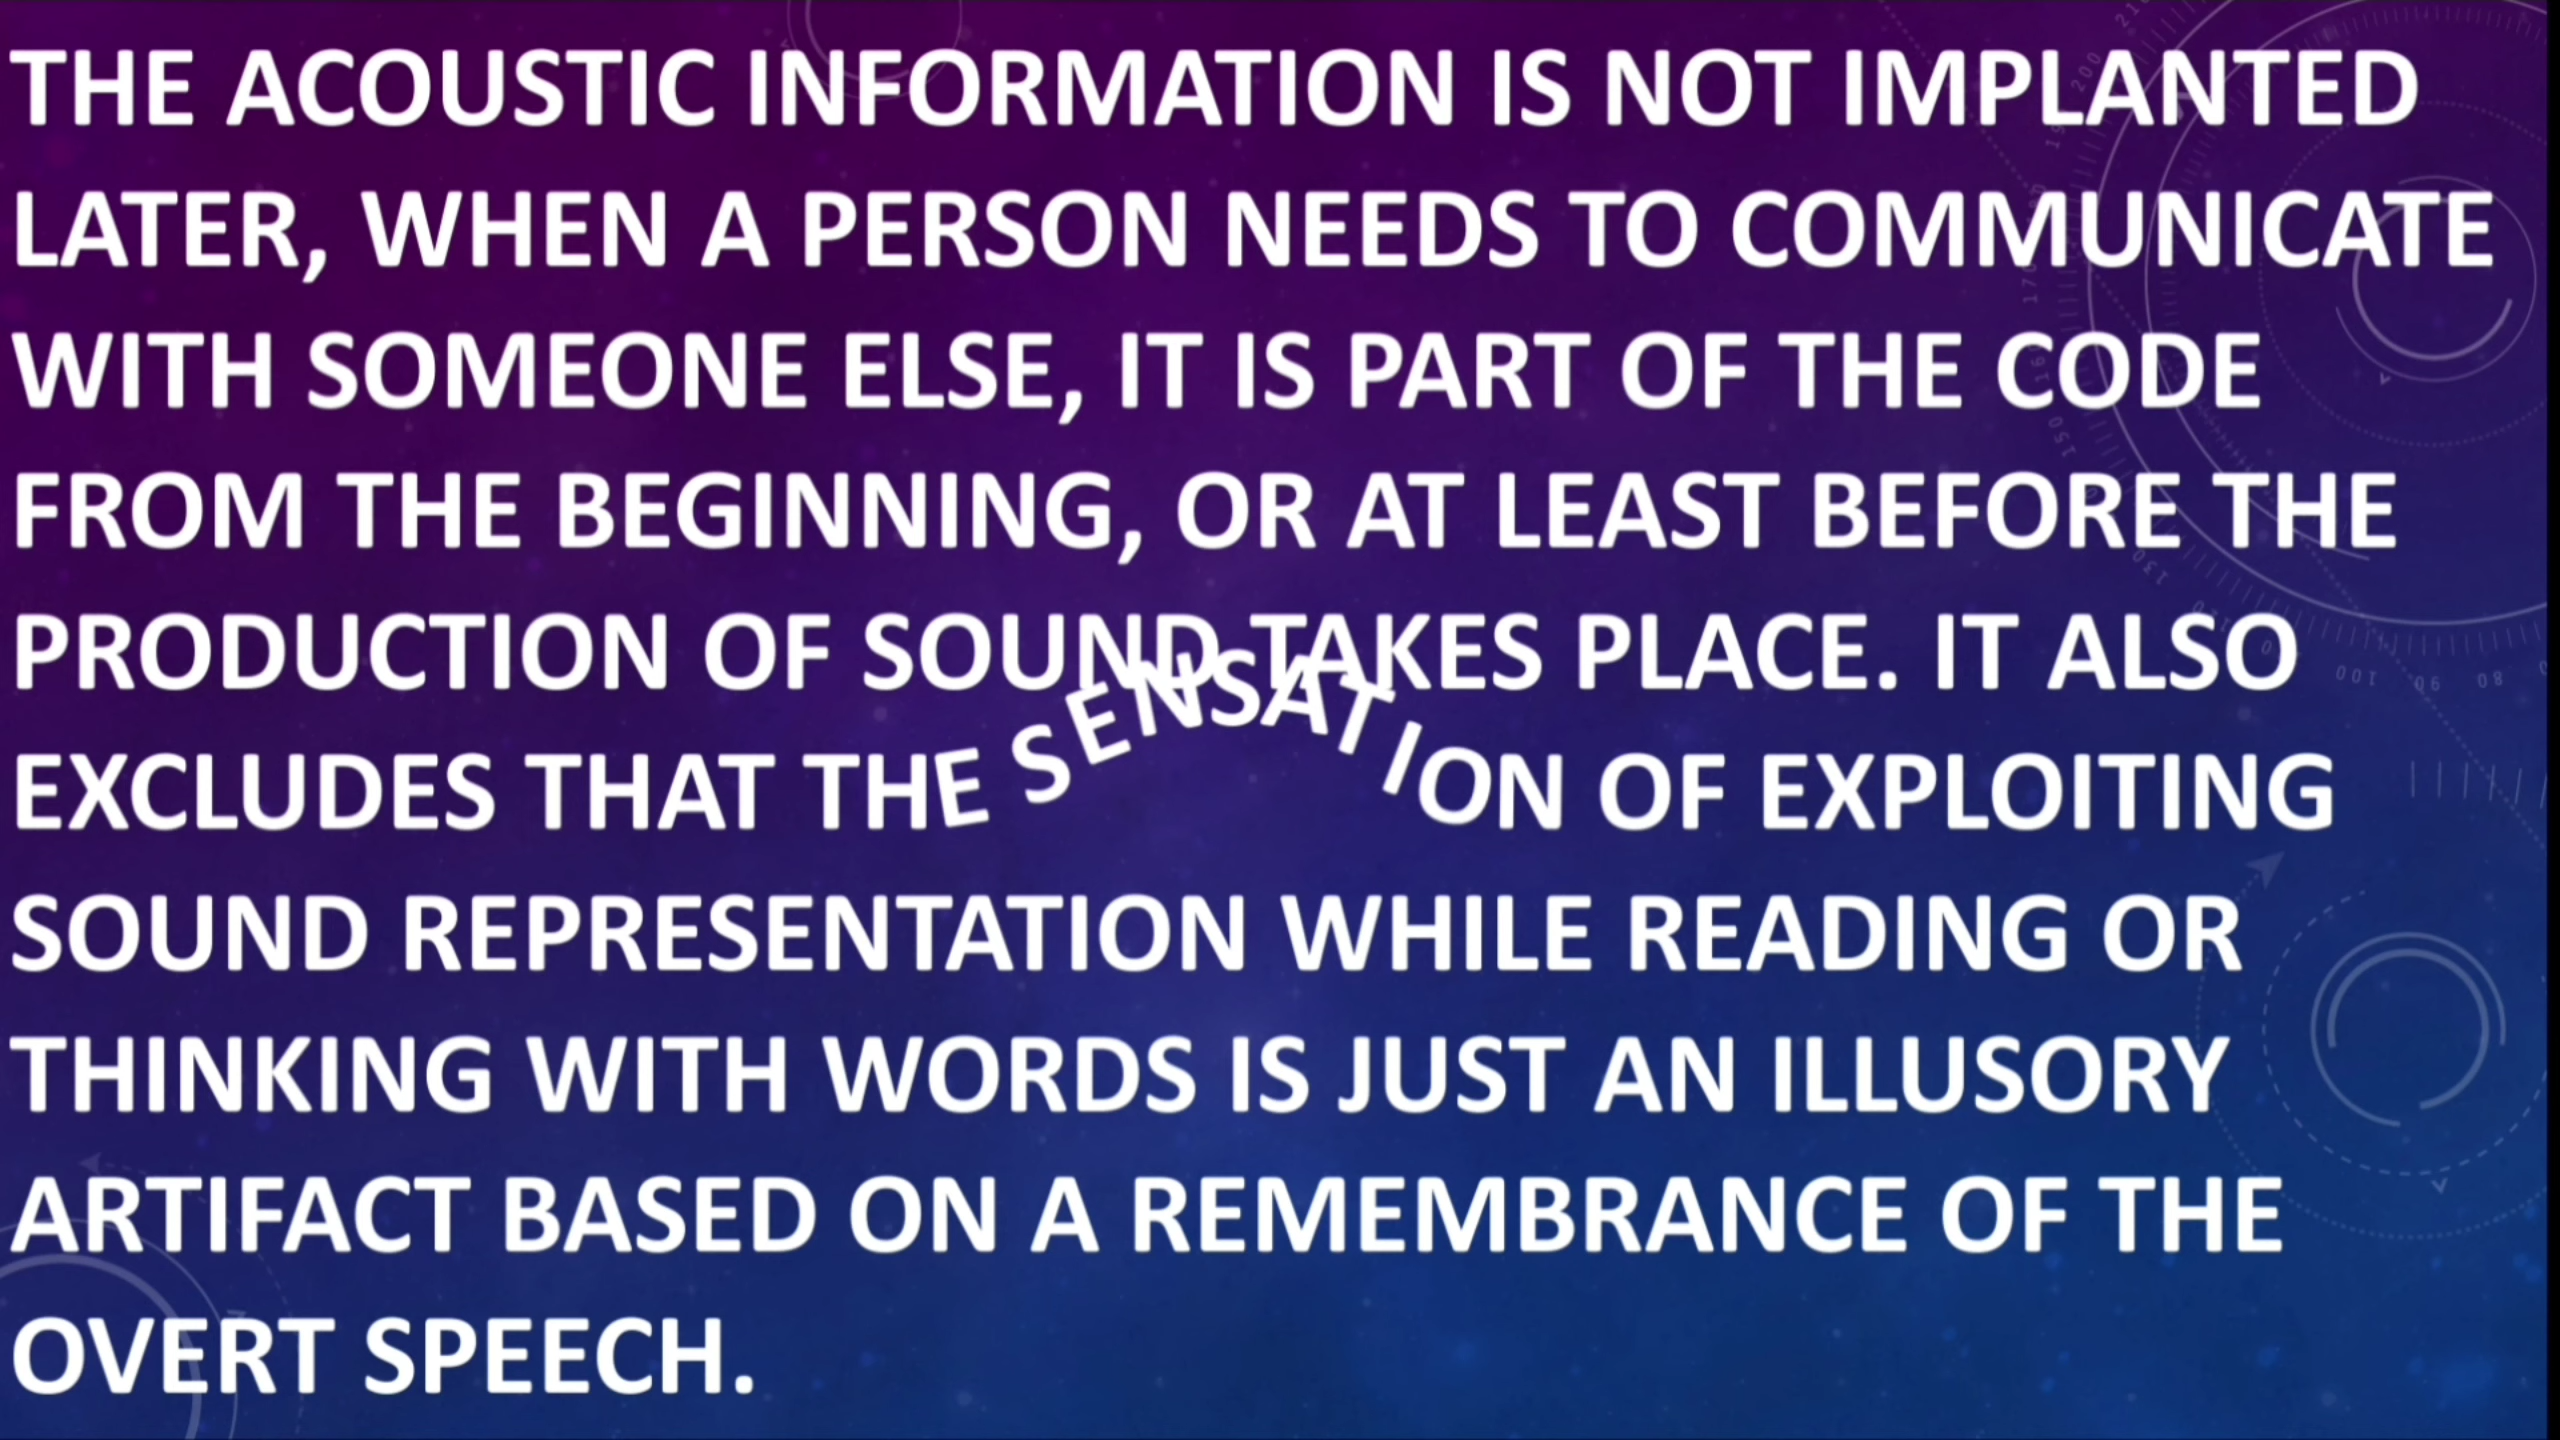 THE ACOUSTIC INFORMATION IS NOT IMPLANTED
LATER, WHEN A PERSON NEEDS TO COMMUNICATE
WITH SOMEONE ELSE, IT IS PART OF THE CODE
FROM THE BEGINNING, OR AT LEAST BEFORE THE
PRODUCTION OF SOUND TAKES PLACE. IT ALSO
EXCLUDES THAT THE SENSATION OF EXPLOITING
SOUND REPRESENTATION WHILE READING OR
THINKING WITH WORDS IS JUST AN ILLUSORY
ARTIFACT BASED ON A REMEMBRANCE OF THE
OVERT SPEECH.